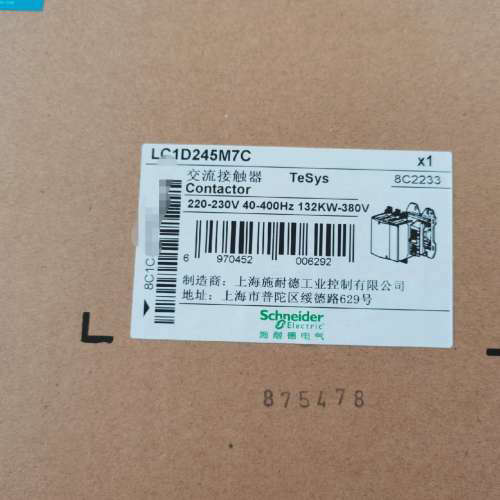 LC1D245M7C x1
交流接触器 TeSys 8C2233
Contactor
220-230V 40-400Hz 132KW-380V
6 970452 006292
制造商：上海施耐德工业控制有限公司
地址：上海市普陀区绥德路629号
Schneider
Electric
施耐德电气
8C1C
L
875478